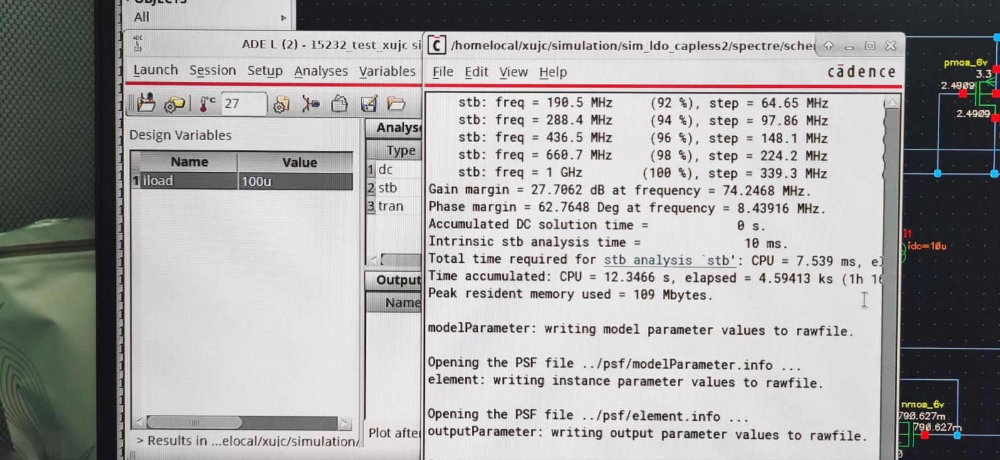 OBJECTS
All
ADE L (2) - 15232_test_xujc si
Launch Session Setup Analyses Variables
27
Design Variables
Name Value
1 iload 100u
> Results in ...elocal/xujc/simulation/
Analys
Type
1 dc
2 stb
3 tran
Output
Name
Plot after
/homelocal/xujc/simulation/sim_ldo_capless2/spectre/scher
File Edit View Help
cādence
stb: freq = 190.5 MHz (92 %), step = 64.65 MHz
stb: freq = 288.4 MHz (94 %), step = 97.86 MHz
stb: freq = 436.5 MHz (96 %), step = 148.1 MHz
stb: freq = 660.7 MHz (98 %), step = 224.2 MHz
stb: freq = 1 GHz (100 %), step = 339.3 MHz
Gain margin = 27.7062 dB at frequency = 74.2468 MHz.
Phase margin = 62.7648 Deg at frequency = 8.43916 MHz.
Accumulated DC solution time = 0 s.
Intrinsic stb analysis time = 10 ms.
Total time required for stb analysis `stb': CPU = 7.539 ms, el
Time accumulated: CPU = 12.3466 s, elapsed = 4.59413 ks (1h 16
Peak resident memory used = 109 Mbytes.
modelParameter: writing model parameter values to rawfile.
Opening the PSF file ../psf/modelParameter.info ...
element: writing instance parameter values to rawfile.
Opening the PSF file ../psf/element.info ...
outputParameter: writing output parameter values to rawfile.
pmos_6v
3.3
2.4909
2.4909
I1
idc=10u
nmos_6v
790.627m
790.627m